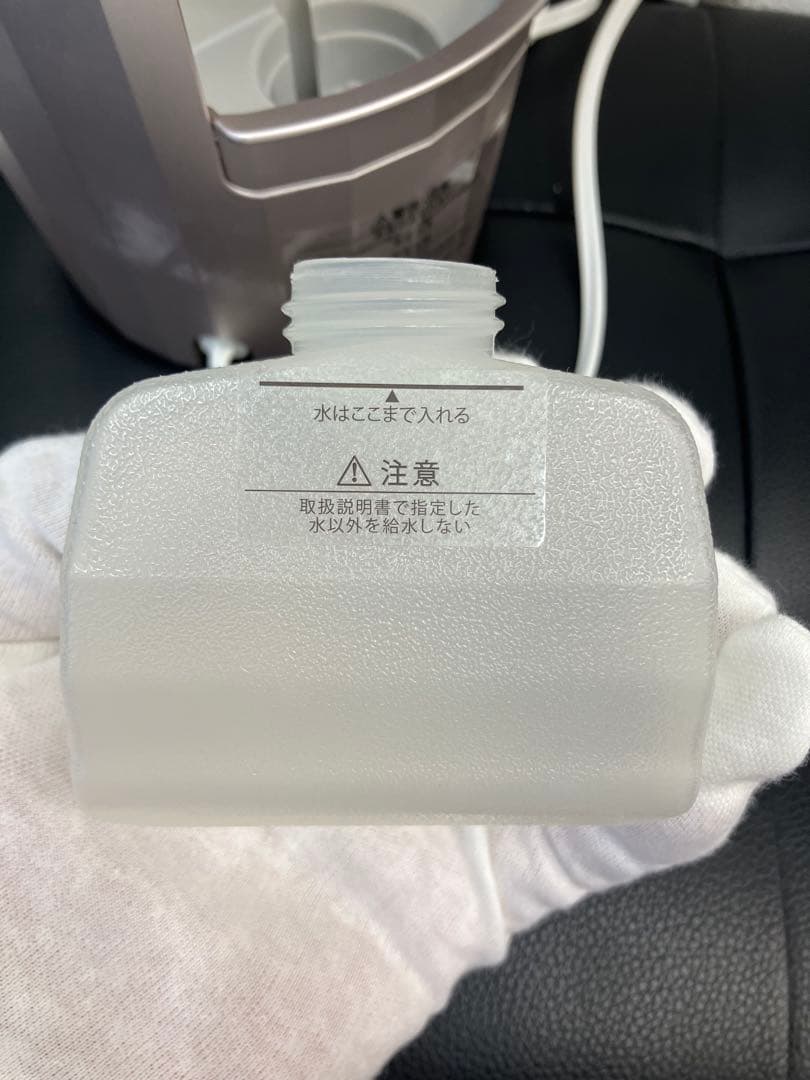 水はここまで入れる
⚠ 注意
取扱説明書で指定した
水以外を給水しない